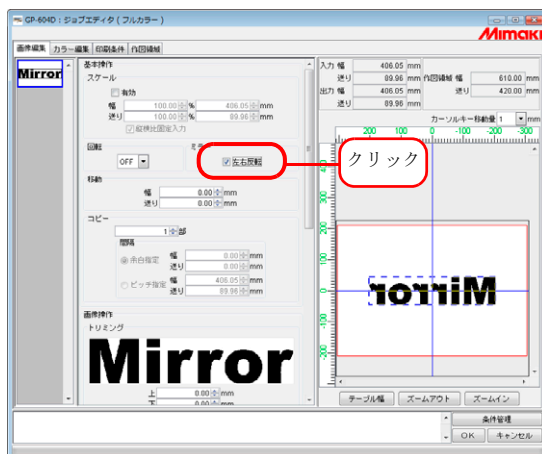 GP-604D：ジョブエディタ ( フルカラー )
Mimaki
画像編集 カラー編集 印刷条件 作図領域
Mirror
基本操作
スケール
有効
幅 100.00 % 406.05 mm
送り 100.00 % 89.96 mm
縦横比固定入力
回転
OFF
左右反転
クリック
移動
幅 0.00 mm
送り 0.00 mm
コピー
1 部
間隔
余白指定 幅 0.00 mm
送り 0.00 mm
ピッチ指定 幅 406.05 mm
送り 89.96 mm
画像操作
トリミング
Mirror
上 0.00 mm
下 0.00 mm
入力 幅 406.05 mm
送り 89.96 mm 作図領域 幅 610.00 mm
出力 幅 406.05 mm 送り 420.00 mm
送り 89.96 mm
カーソルキー移動量 1 mm
200 100 0 -100 -200 -300
Mirror
テーブル幅 ズームアウト ズームイン
条件管理
OK キャンセル